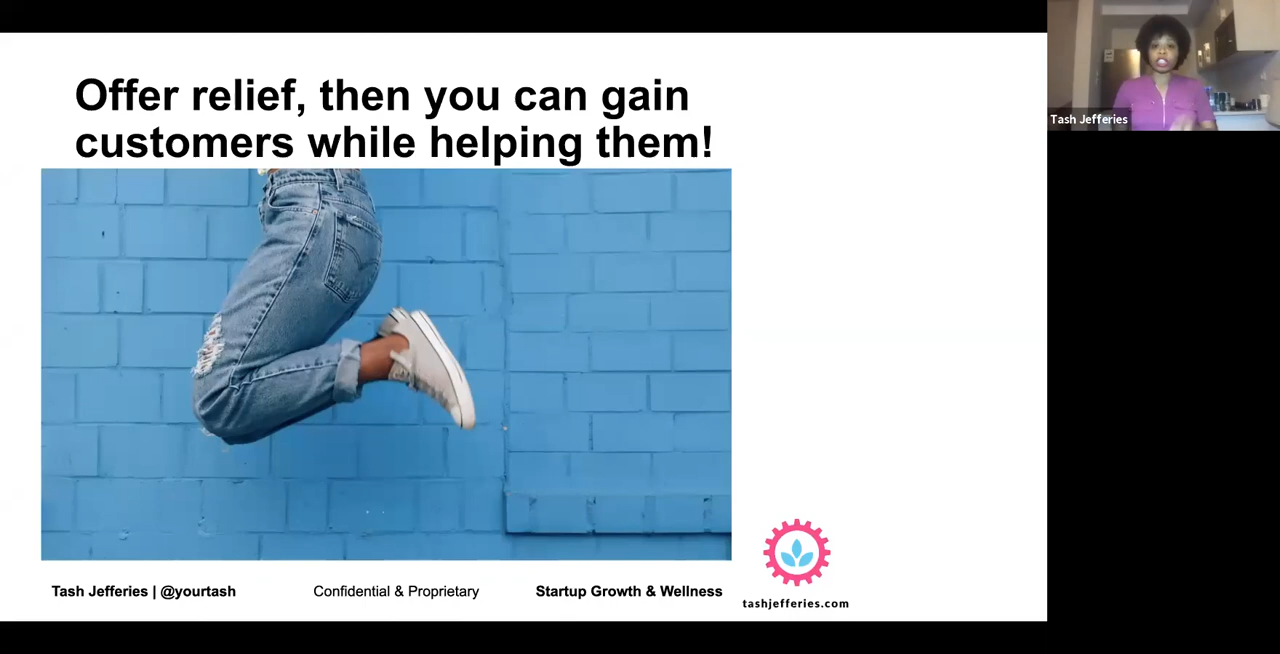 Offer relief, then you can gain
customers while helping them!
Tash Jefferies
Tash Jefferies | @yourtash
Confidential & Proprietary
Startup Growth & Wellness
tashjefferies.com